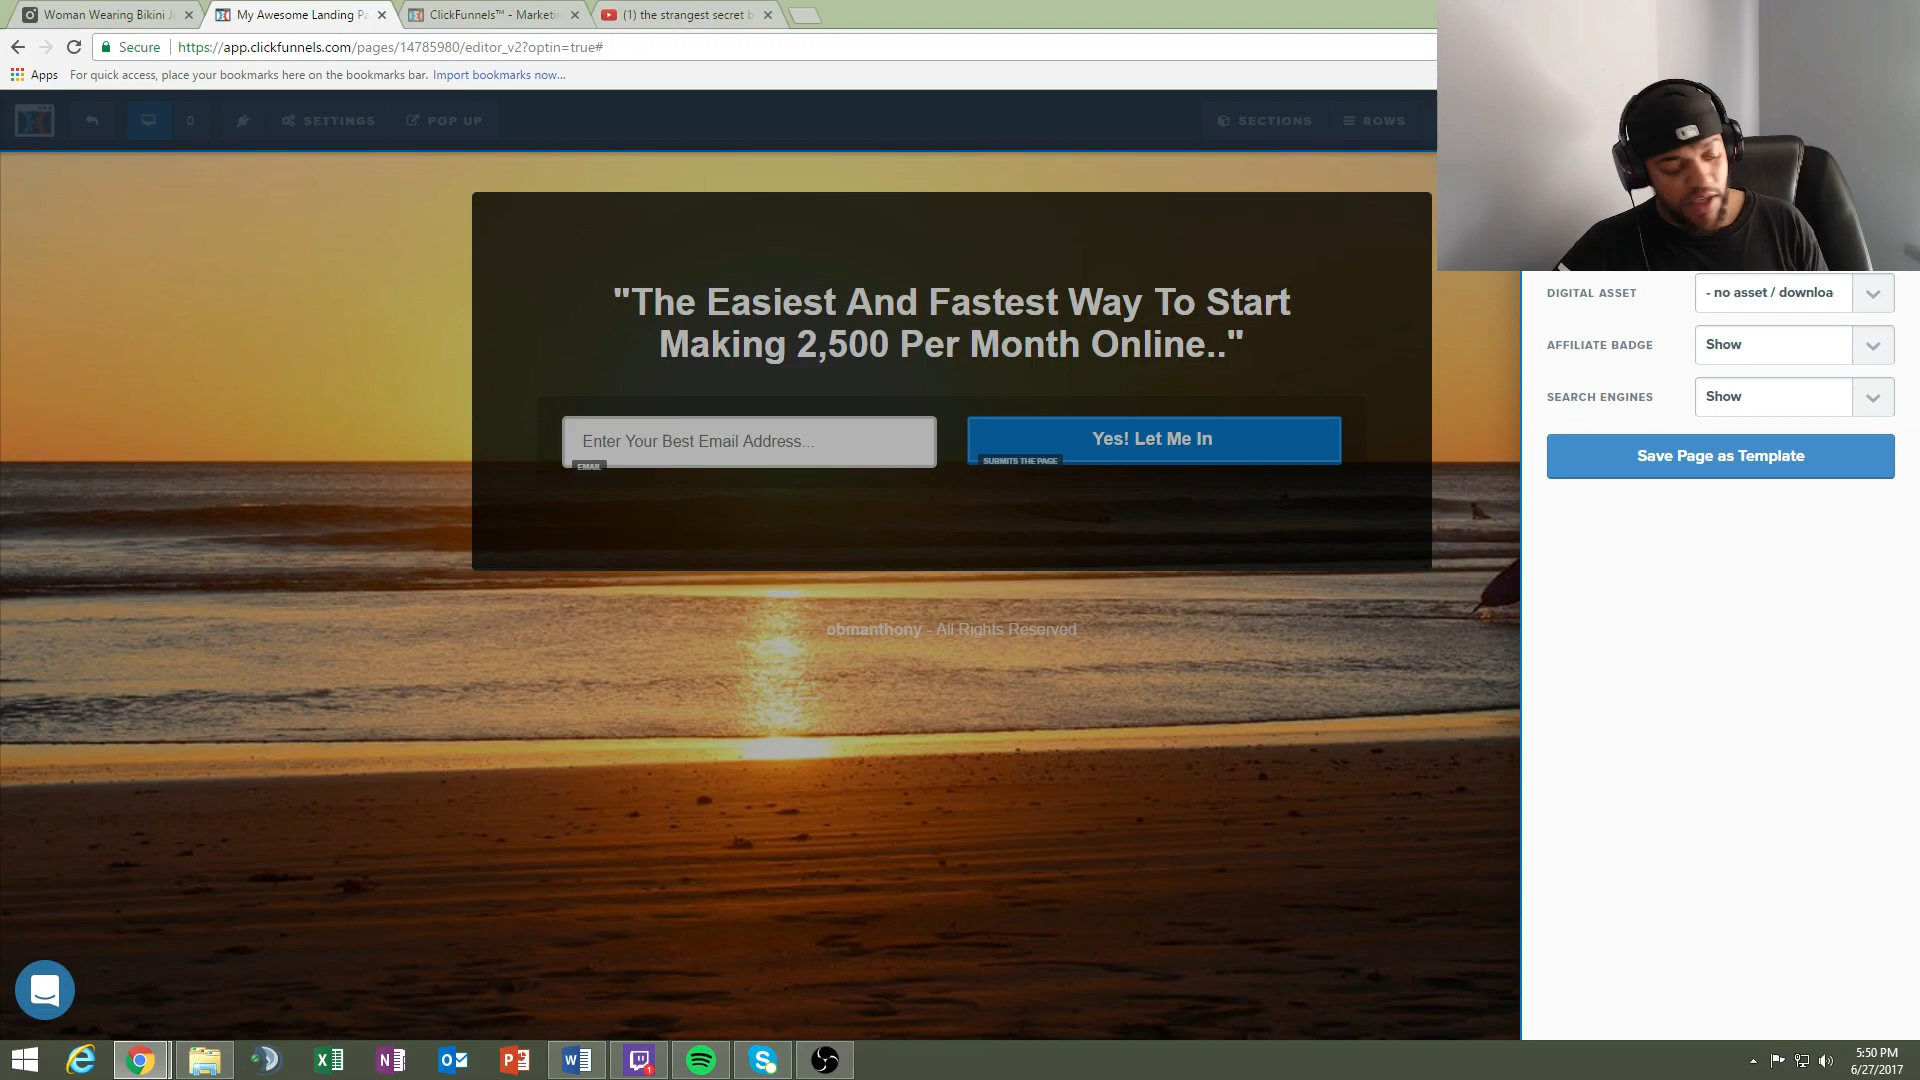 Woman Wearing Bikini
My Awesome Landing Pa
ClickFunnels™ - Marketin
(1) the strangest secret b
Secure
https://app.clickfunnels.com/pages/14785980/editor_v2?optin=true#
Apps
For quick access, place your bookmarks here on the bookmarks bar. Import bookmarks now...
SETTINGS
POP UP
SECTIONS
ROWS
"The Easiest And Fastest Way To Start
Making 2,500 Per Month Online.."
Enter Your Best Email Address...
EMAIL
Yes! Let Me In
SUBMITS THE PAGE
obmanthony - All Rights Reserved
DIGITAL ASSET
- no asset / downloa
AFFILIATE BADGE
Show
SEARCH ENGINES
Show
Save Page as Template
5:50 PM
6/27/2017